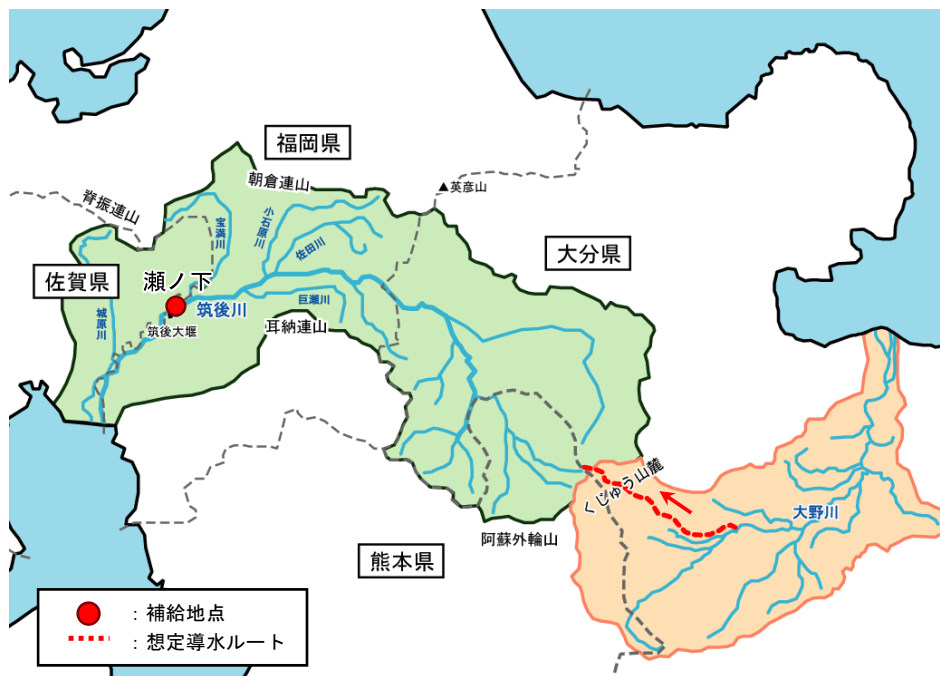 福岡県
朝倉連山
▲英彦山
脊振連山
宝満川
小石原川
佐田川
大分県
佐賀県
瀬ノ下
筑後川
巨瀬川
城原川
筑後大堰
耳納連山
くじゅう山麓
大野川
阿蘇外輪山
熊本県
：補給地点
：想定導水ルート